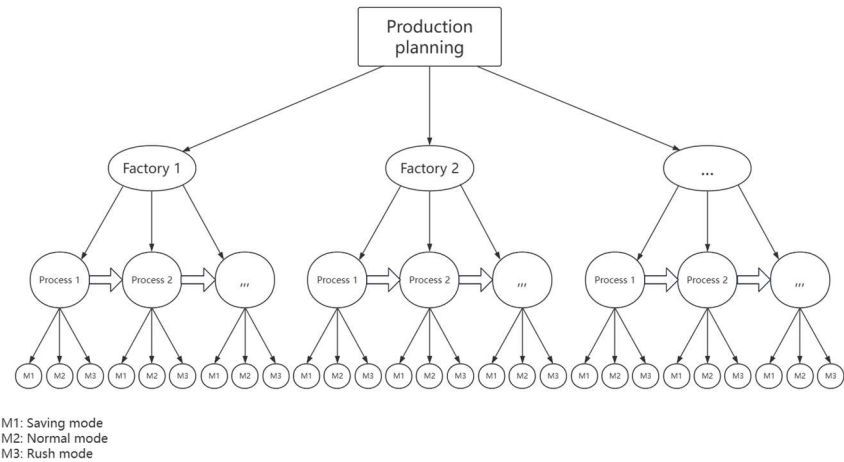 Production
planning
Factory 1
Factory 2
...
Process 1
Process 2
,,,
Process 1
Process 2
,,,
Process 1
Process 2
,,,
M1
M2
M3
M1
M2
M3
M1
M2
M3
M1
M2
M3
M1
M2
M3
M1
M2
M3
M1
M2
M3
M1
M2
M3
M1
M2
M3
M1: Saving mode
M2: Normal mode
M3: Rush mode